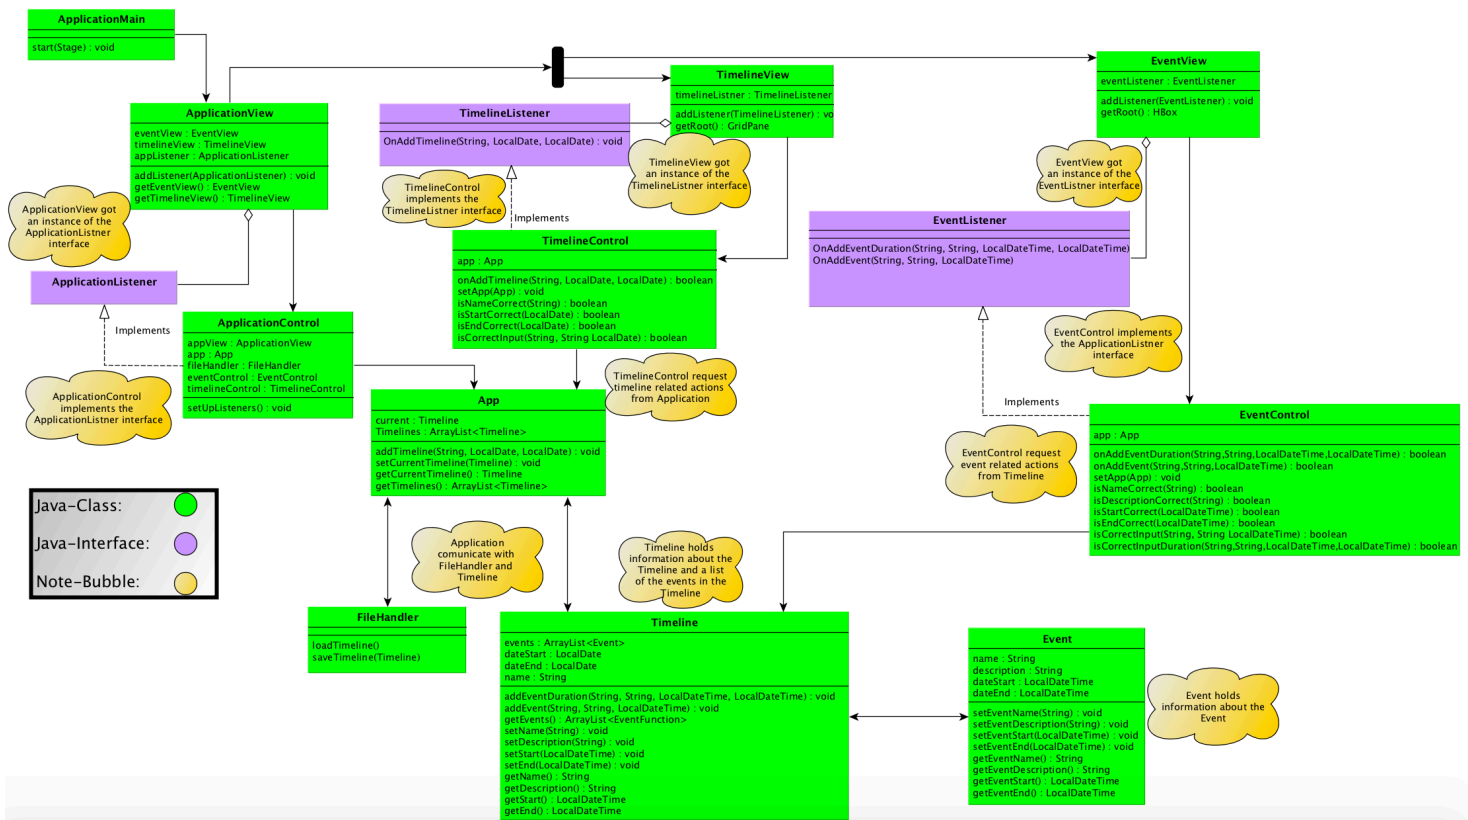 ApplicationMain
start(Stage) : void
ApplicationView
eventView : EventView
timelineView : TimelineView
appListener : ApplicationListener
addListener(ApplicationListener) : void
getEventView() : EventView
getTimelineView() : TimelineView
ApplicationView got
an instance of the
ApplicationListner
interface
ApplicationListener
Implements
ApplicationControl
appView : ApplicationView
app : App
fileHandler : FileHandler
eventControl : EventControl
timelineControl : TimelineControl
setUpListeners() : void
ApplicationControl
implements the
ApplicationListner interface
TimelineListener
OnAddTimeline(String, LocalDate, LocalDate) : void
TimelineControl
implements the
TimelineListner interface
Implements
TimelineView
timelineListner : TimelineListener
addListener(TimelineListener) : vo
getRoot() : GridPane
TimelineView got
an instance of the
TimelineListner interface
TimelineControl
app : App
onAddTimeline(String, LocalDate, LocalDate) : boolean
setApp(App) : void
isNameCorrect(String) : boolean
isStartCorrect(LocalDate) : boolean
isEndCorrect(LocalDate) : boolean
isCorrectInput(String, String LocalDate) : boolean
TimelineControl request
timeline related actions
from Application
App
current : Timeline
Timelines : ArrayList<Timeline>
addTimeline(String, LocalDate, LocalDate) : void
setCurrentTimeline(Timeline) : void
getCurrentTimeline() : Timeline
getTimelines() : ArrayList<Timeline>
EventView
eventListener : EventListener
addListener(EventListener) : void
getRoot() : HBox
EventView got
an instance of the
EventListner interface
EventListener
OnAddEventDuration(String, String, LocalDateTime, LocalDateTime)
OnAddEvent(String, String, LocalDateTime)
EventControl implements
the ApplicationListner
interface
Implements
EventControl
app : App
onAddEventDuration(String,String,LocalDateTime,LocalDateTime) : boolean
onAddEvent(String,String,LocalDateTime) : boolean
setApp(App) : void
isNameCorrect(String) : boolean
isDescriptionCorrect(String) : boolean
isStartCorrect(LocalDateTime) : boolean
isEndCorrect(LocalDateTime) : boolean
isCorrectInput(String, String LocalDateTime) : boolean
isCorrectInputDuration(String,String,LocalDateTime,LocalDateTime) : boolean
EventControl request
event related actions
from Timeline
Java-Class:
Java-Interface:
Note-Bubble:
Application
comunicate with
FileHandler and
Timeline
Timeline holds
information about the
Timeline and a list
of the events in the
Timeline
FileHandler
loadTimeline()
saveTimeline(Timeline)
Timeline
events : ArrayList<Event>
dateStart : LocalDate
dateEnd : LocalDate
name : String
addEventDuration(String, String, LocalDateTime, LocalDateTime) : void
addEvent(String, String, LocalDateTime) : void
getEvents() : ArrayList<EventFunction>
setName(String) : void
setDescription(String) : void
setStart(LocalDateTime) : void
setEnd(LocalDateTime) : void
getName() : String
getDescription() : String
getStart() : LocalDateTime
getEnd() : LocalDateTime
Event
name : String
description : String
dateStart : LocalDateTime
dateEnd : LocalDateTime
setEventName(String) : void
setEventDescription(String) : void
setEventStart(LocalDateTime) : void
setEventEnd(LocalDateTime) : void
getEventName() : String
getEventDescription() : String
getEventStart() : LocalDateTime
getEventEnd() : LocalDateTime
Event holds
information about the
Event